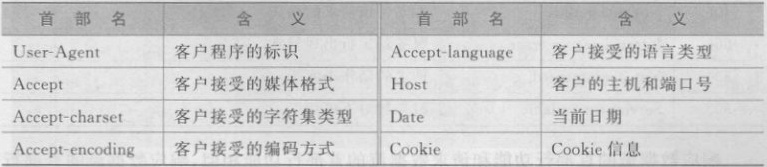 首部名 含义 首部名 含义
User-Agent 客户程序的标识 Accept-language 客户接受的语言类型
Accept 客户接受的媒体格式 Host 客户的主机和端口号
Accept-charset 客户接受的字符集类型 Date 当前日期
Accept-encoding 客户接受的编码方式 Cookie Cookie 信息